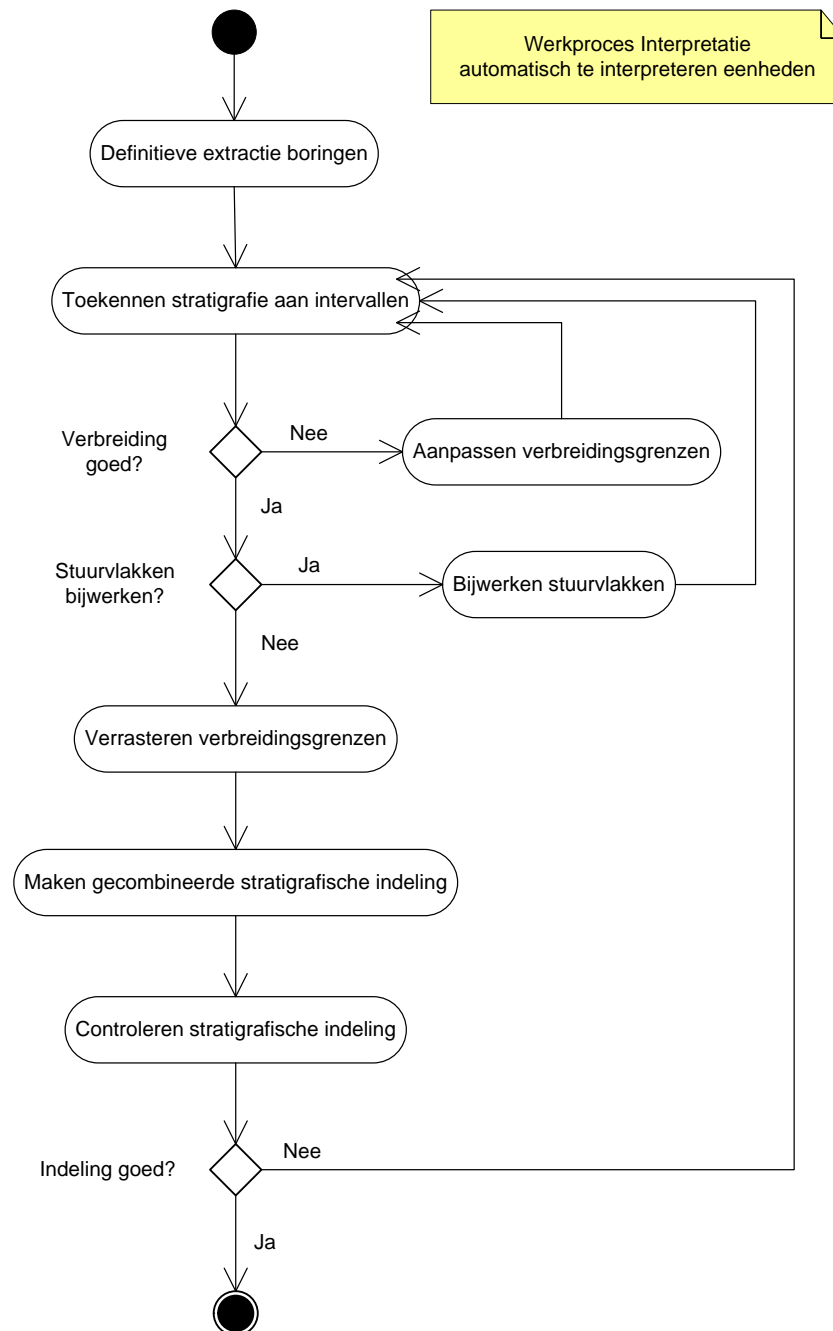 Werkproces Interpretatie
automatisch te interpreteren eenheden
Definitieve extractie boringen
Toekennen stratigrafie aan intervallen
Verbreiding
goed?
Nee
Aanpassen verbreidingsgrenzen
Ja
Stuurvlakken
bijwerken?
Ja
Bijwerken stuurvlakken
Nee
Verrasteren verbreidingsgrenzen
Maken gecombineerde stratigrafische indeling
Controleren stratigrafische indeling
Indeling goed?
Nee
Ja